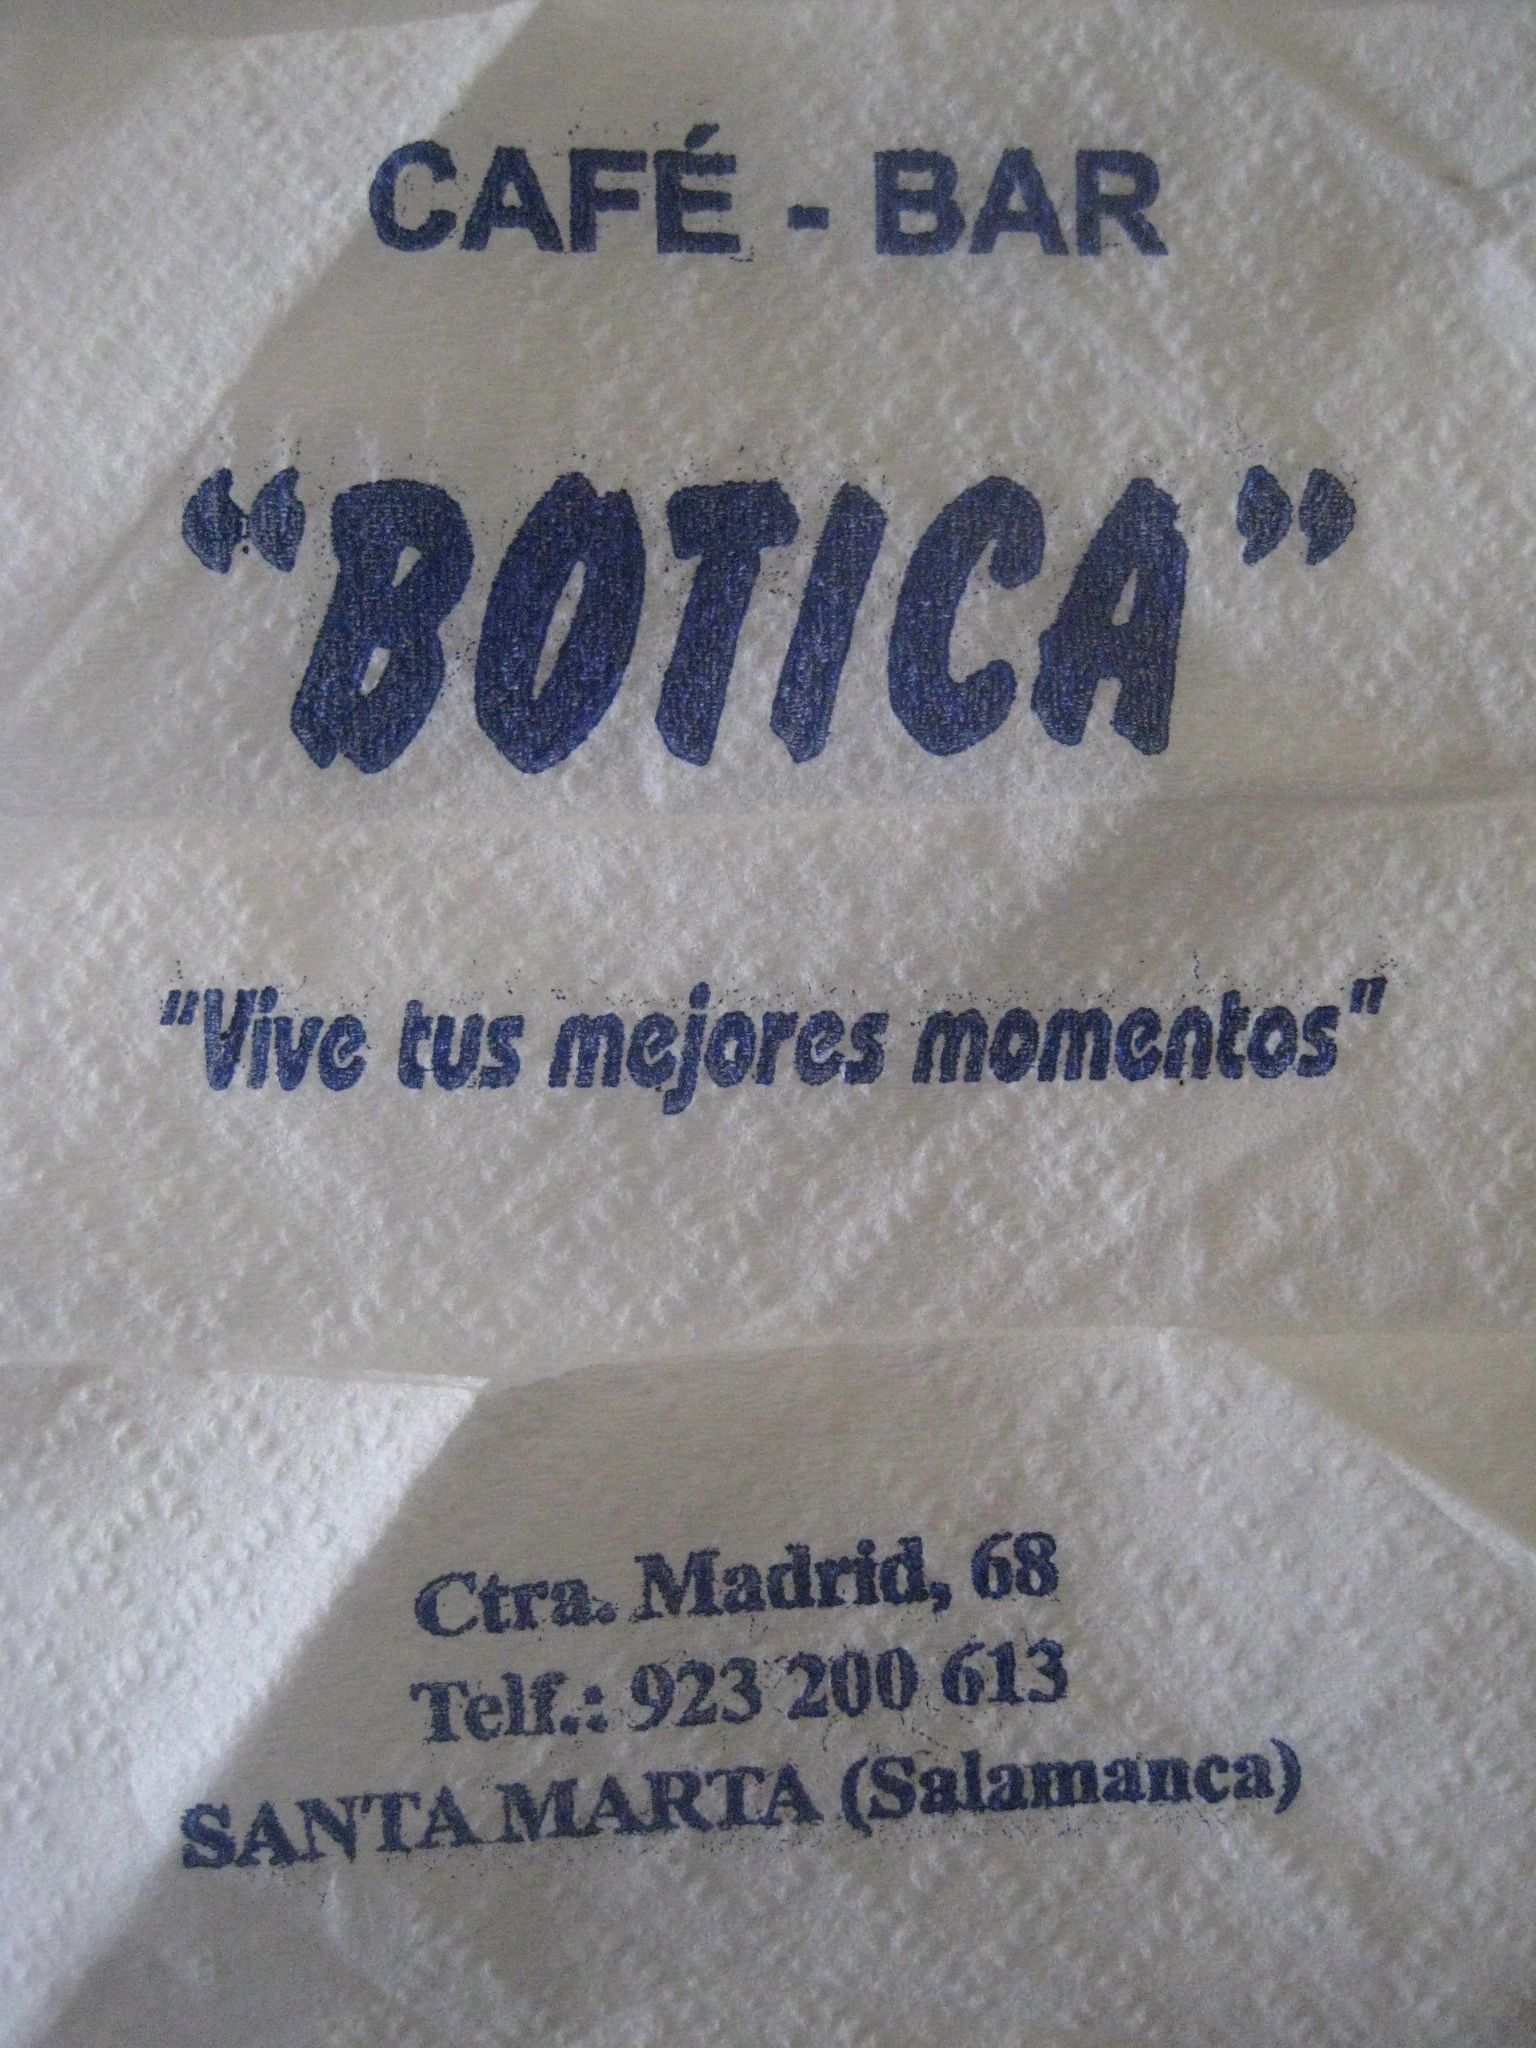 CAFÉ - BAR
“BOTICA”
"Vive tus mejores momentos"
Ctra. Madrid, 68
Telf.: 923 200 613
SANTA MARTA (Salamanca)